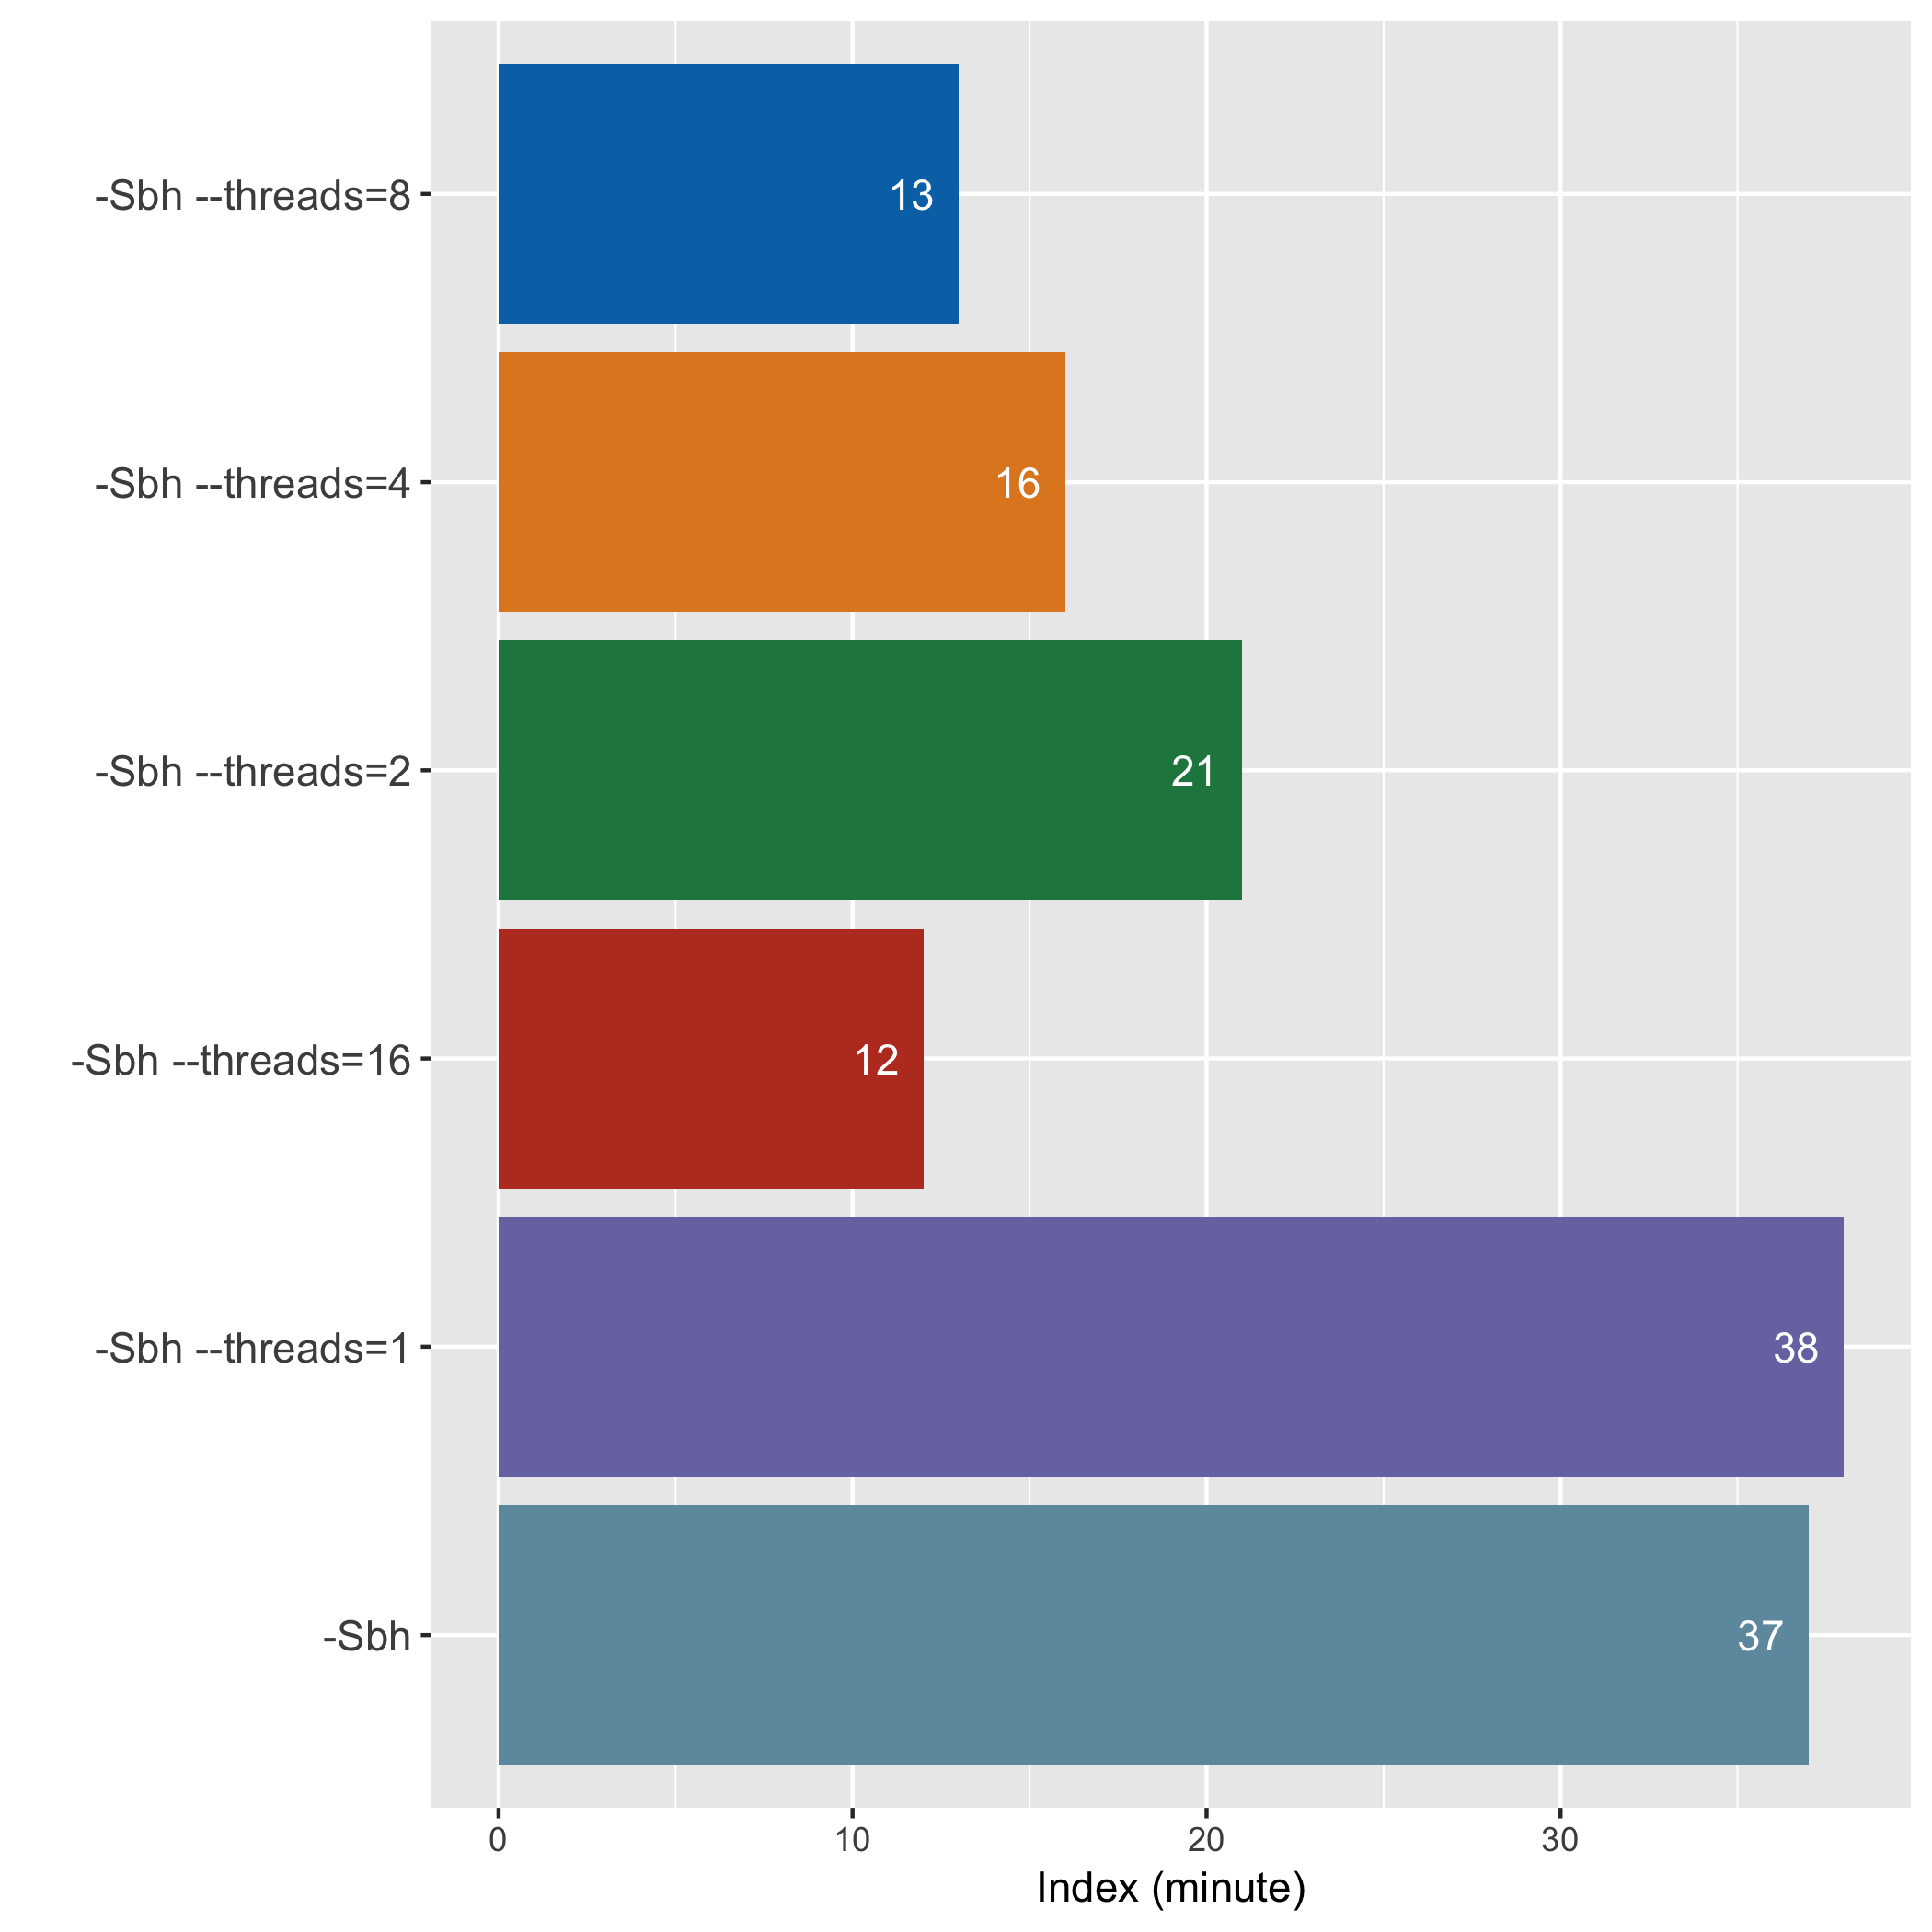 -Sbh --threads=8
13
-Sbh --threads=4
16
-Sbh --threads=2
21
-Sbh --threads=16
12
-Sbh --threads=1
38
-Sbh
37
0 10 20 30
Index (minute)